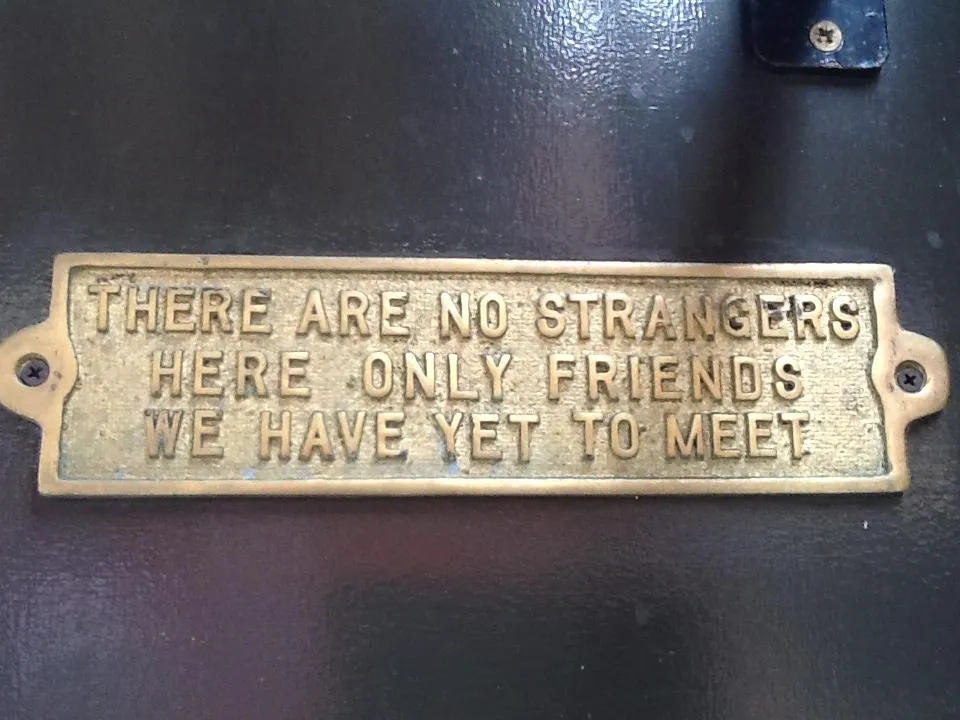 THERE ARE NO STRANGERS
HERE ONLY FRIENDS
WE HAVE YET TO MEET